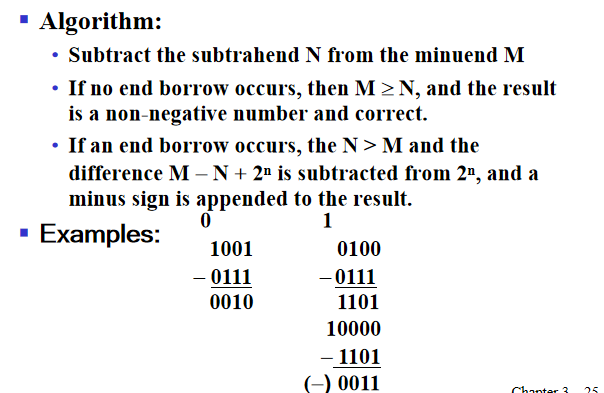 Algorithm:
• Subtract the subtrahend N from the minuend M
• If no end borrow occurs, then M ≥ N, and the result
is a non-negative number and correct.
• If an end borrow occurs, the N > M and the
difference M – N + 2ⁿ is subtracted from 2ⁿ, and a
minus sign is appended to the result.
Examples:
0 1
1001 0100
– 0111 – 0111
0010 1101
10000
– 1101
(–) 0011
Chapter 3 25